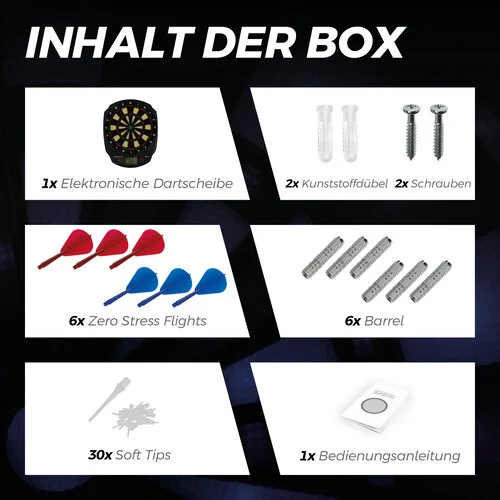 INHALT DER BOX
1x Elektronische Dartscheibe
2x Kunststoffdübel 2x Schrauben
6x Zero Stress Flights
6x Barrel
MANUAL
30x Soft Tips
1x Bedienungsanleitung